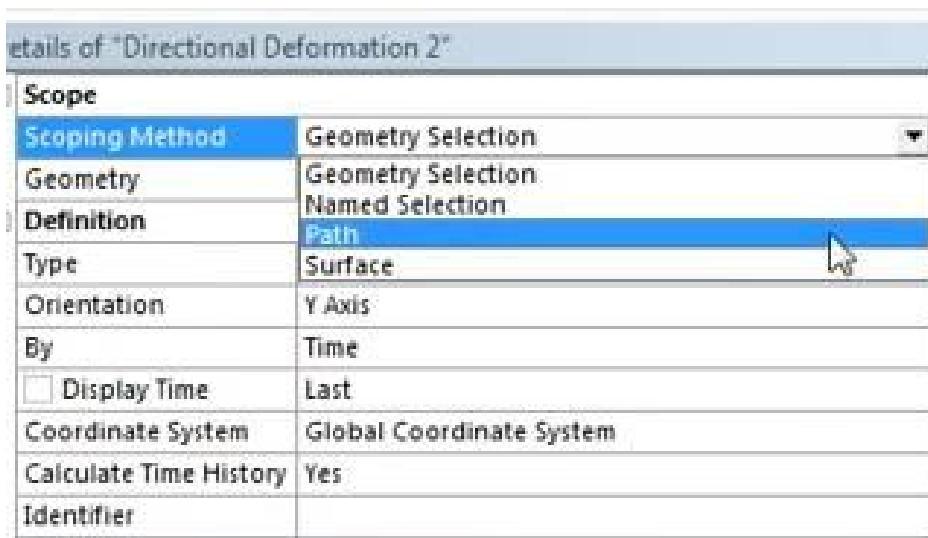 etails of "Directional Deformation 2"
Scope
Scoping Method Geometry Selection
Geometry Geometry Selection
Named Selection
Definition
Path
Type Surface
Orientation Y Axis
By Time
Display Time Last
Coordinate System Global Coordinate System
Calculate Time History Yes
Identifier